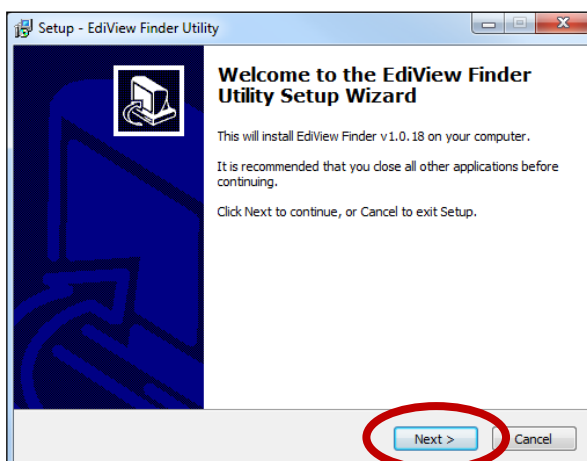 Setup - EdiView Finder Utility
Welcome to the EdiView Finder
Utility Setup Wizard
This will install EdiView Finder v1.0.18 on your computer.
It is recommended that you close all other applications before
continuing.
Click Next to continue, or Cancel to exit Setup.
Next >
Cancel